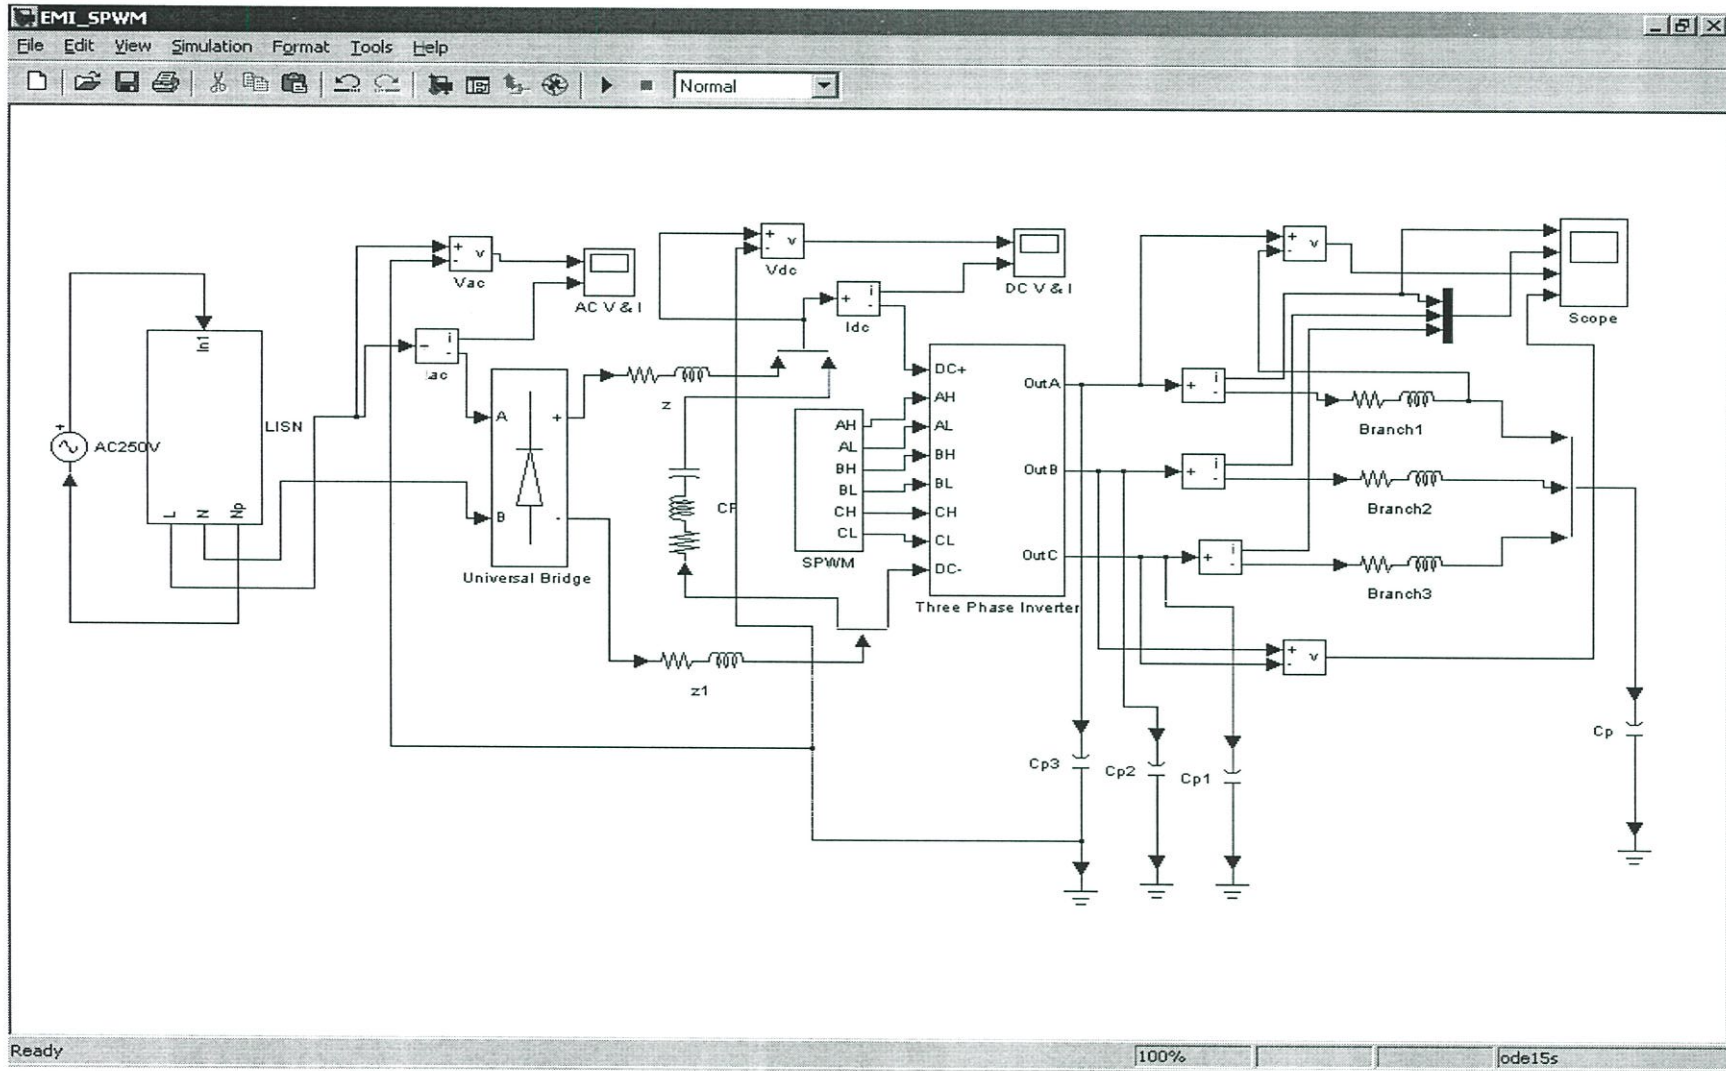 EMI_SPWM
File Edit View Simulation Format Tools Help
Normal
+ - v
Vac
AC V & I
+ - v
Vdc
DC V & I
+ i -
Idc
+ - v
Scope
In1
LISN
L N Np
+
AC250V
i -
A + B -
Universal Bridge
z
AH
AL
BH
BL
CH
CL
SPWM
DC+
AH
AL
BH
BL
CH
CL
DC-
OutA
OutB
OutC
Three Phase Inverter
+ i -
Branch1
+ i -
Branch2
+ i -
Branch3
z1
+ - v
Cp3
Cp2
Cp1
Cp
Ready
100%
ode15s